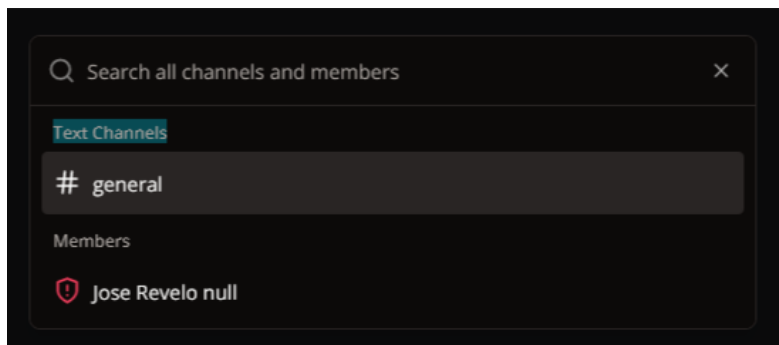 Search all channels and members
Text Channels
# general
Members
Jose Revelo null